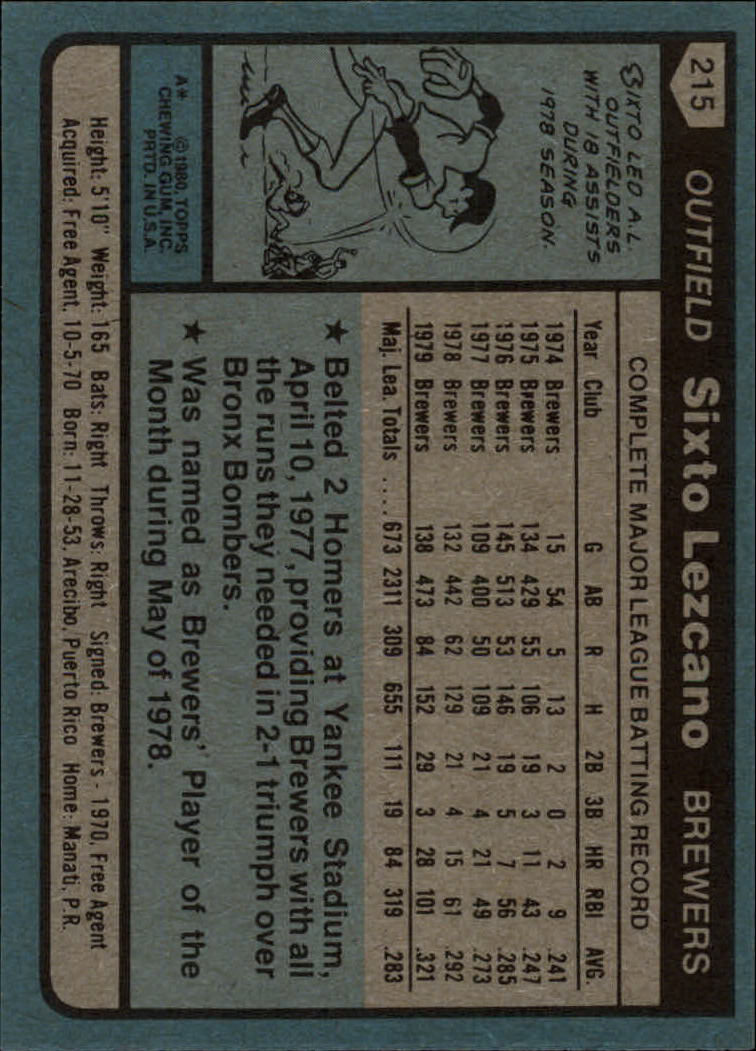 215
OUTFIELD Sixto Lezcano BREWERS
SIXTO LED A.L.
OUTFIELDERS
WITH 18 ASSISTS
DURING
1978 SEASON.
A* ©1980, TOPPS
CHEWING GUM, INC.
PRTD. IN U.S.A.
COMPLETE MAJOR LEAGUE BATTING RECORD
Year Club G AB R H 2B 3B HR RBI AVG.
1974 Brewers 15 54 5 13 2 0 2 9 .241
1975 Brewers 134 429 55 106 19 3 11 43 .247
1976 Brewers 145 513 53 146 19 5 7 56 .285
1977 Brewers 109 400 50 109 21 4 21 49 .273
1978 Brewers 132 442 62 129 21 4 15 61 .292
1979 Brewers 138 473 84 152 29 3 28 101 .321
Maj. Lea. Totals .... 673 2311 309 655 111 19 84 319 .283
★ Belted 2 Homers at Yankee Stadium,
April 10, 1977, providing Brewers with all
the runs they needed in 2-1 triumph over
Bronx Bombers.
★ Was named as Brewers' Player of the
Month during May of 1978.
Height: 5'10" Weight: 165 Bats: Right Throws: Right Signed: Brewers - 1970, Free Agent
Acquired: Free Agent, 10-5-70 Born: 11-28-53, Arecibo, Puerto Rico Home: Manati, P.R.